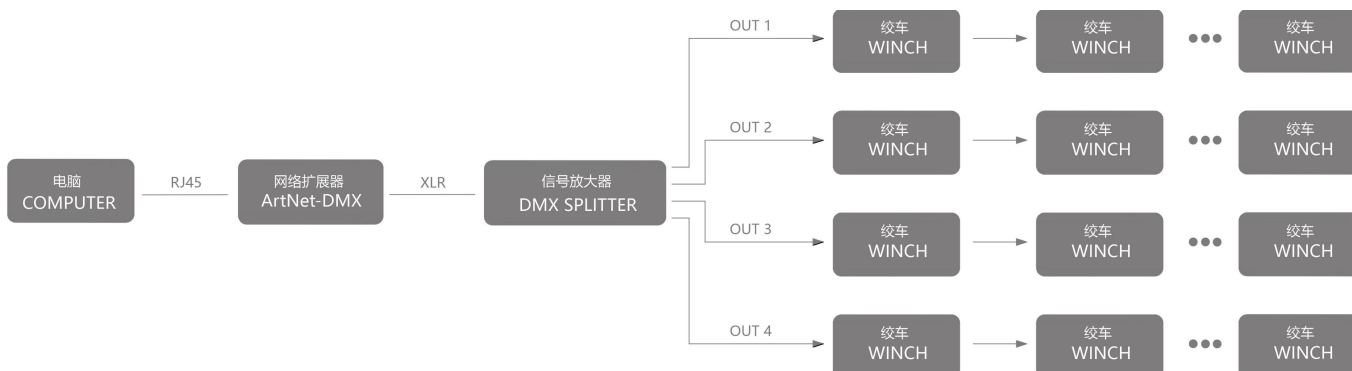 OUT 1
绞车
WINCH
绞车
WINCH
绞车
WINCH
OUT 2
绞车
WINCH
绞车
WINCH
绞车
WINCH
电脑
COMPUTER
RJ45
网络扩展器
ArtNet-DMX
XLR
信号放大器
DMX SPLITTER
OUT 3
绞车
WINCH
绞车
WINCH
绞车
WINCH
OUT 4
绞车
WINCH
绞车
WINCH
绞车
WINCH